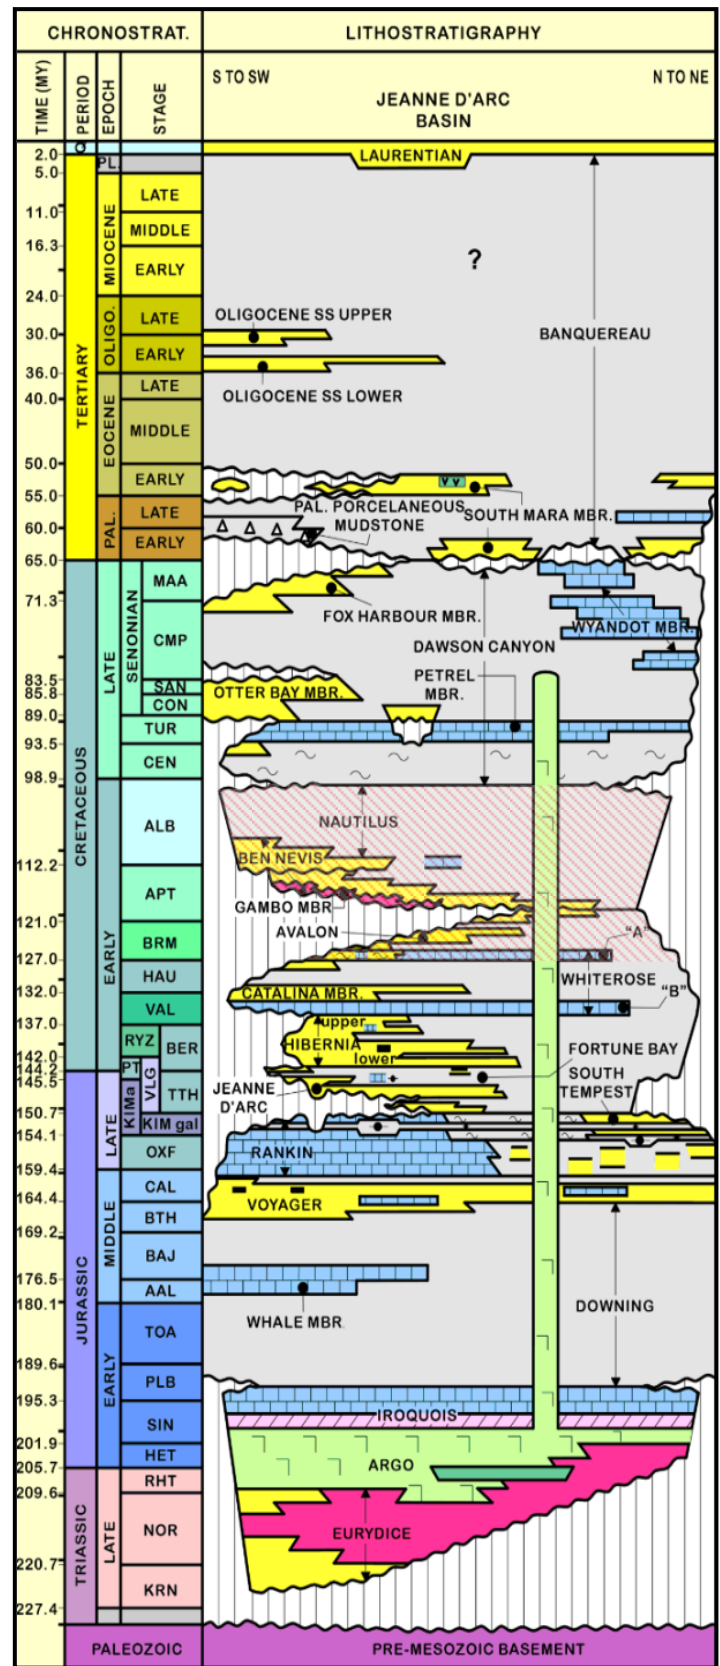 CHRONOSTRAT.
LITHOSTRATIGRAPHY
TIME (MY)
PERIOD
EPOCH
STAGE
S TO SW
N TO NE
JEANNE D'ARC
BASIN
Q
2.0
PL.
LAURENTIAN
5.0
LATE
11.0
MIOCENE
MIDDLE
16.3
?
EARLY
24.0
OLIGO.
LATE
OLIGOCENE SS UPPER
30.0
BANQUEREAU
TERTIARY
EARLY
36.0
LATE
OLIGOCENE SS LOWER
40.0
EOCENE
MIDDLE
50.0
EARLY
V V
55.0
PAL.
LATE
PAL. PORCELANEOUS
MUDSTONE
SOUTH MARA MBR.
60.0
EARLY
65.0
MAA
71.3
FOX HARBOUR MBR.
WYANDOT MBR.
SENONIAN
CMP
DAWSON CANYON
LATE
PETREL
MBR.
83.5
SAN
OTTER BAY MBR.
85.8
CON
89.0
TUR
93.5
CEN
98.9
CRETACEOUS
ALB
NAUTILUS
BEN NEVIS
112.2
APT
GAMBO MBR
121.0
AVALON
"A"
EARLY
BRM
127.0
HAU
WHITEROSE
132.0
CATALINA MBR.
"B"
VAL
137.0
upper
RYZ
BER
HIBERNIA
142.0
lower
FORTUNE BAY
144.2
PT
VLG
SOUTH
TEMPEST
145.5
KIMa
TTH
JEANNE
D'ARC
150.7
KIM gal
154.1
LATE
OXF
RANKIN
159.4
CAL
164.4
VOYAGER
MIDDLE
BTH
169.2
BAJ
176.5
AAL
DOWNING
180.1
WHALE MBR.
JURASSIC
TOA
189.6
EARLY
PLB
195.3
SIN
IROQUOIS
201.9
HET
ARGO
205.7
RHT
209.6
TRIASSIC
LATE
NOR
EURYDICE
220.7
KRN
227.4
PALEOZOIC
PRE-MESOZOIC BASEMENT